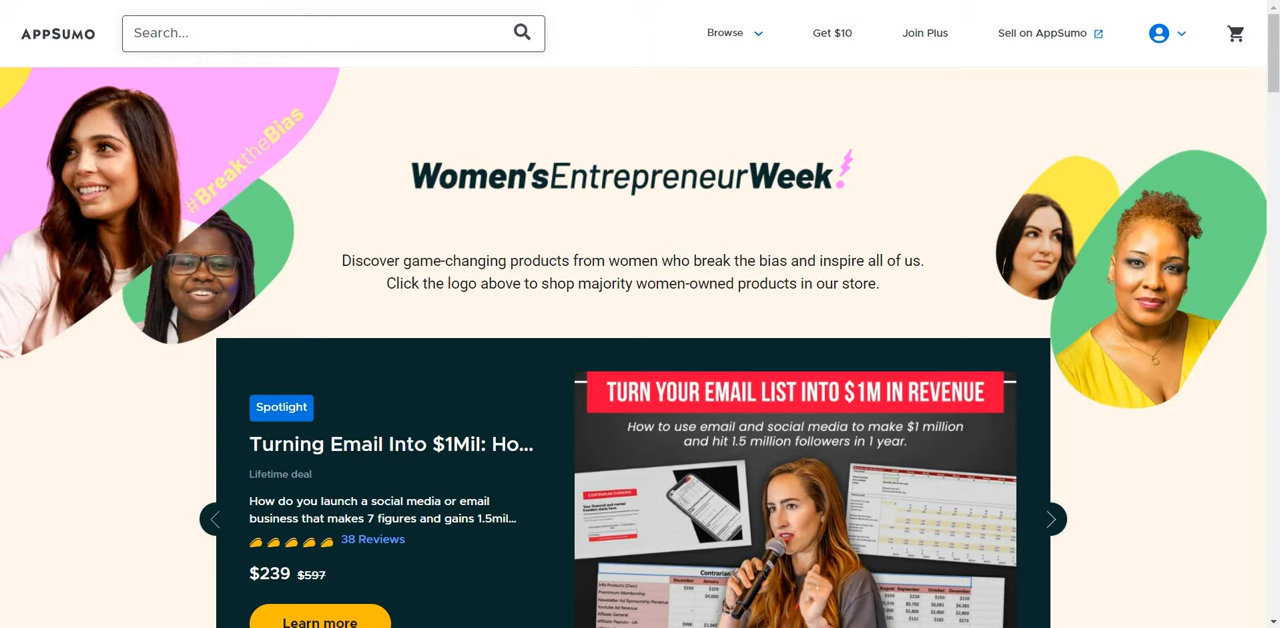 APPSUMO
Search...
Browse
Get $10
Join Plus
Sell on AppSumo
#BreaktheBias
Women'sEntrepreneurWeek!
Discover game-changing products from women who break the bias and inspire all of us.
Click the logo above to shop majority women-owned products in our store.
Spotlight
Turning Email Into $1Mil: Ho...
Lifetime deal
How do you launch a social media or email
business that makes 7 figures and gains 1.5mil...
38 Reviews
$239 $597
Learn more
TURN YOUR EMAIL LIST INTO $1M IN REVENUE
How to use email and social media to make $1 million
and hit 1.5 million followers in 1 year.
Contrarian
December January